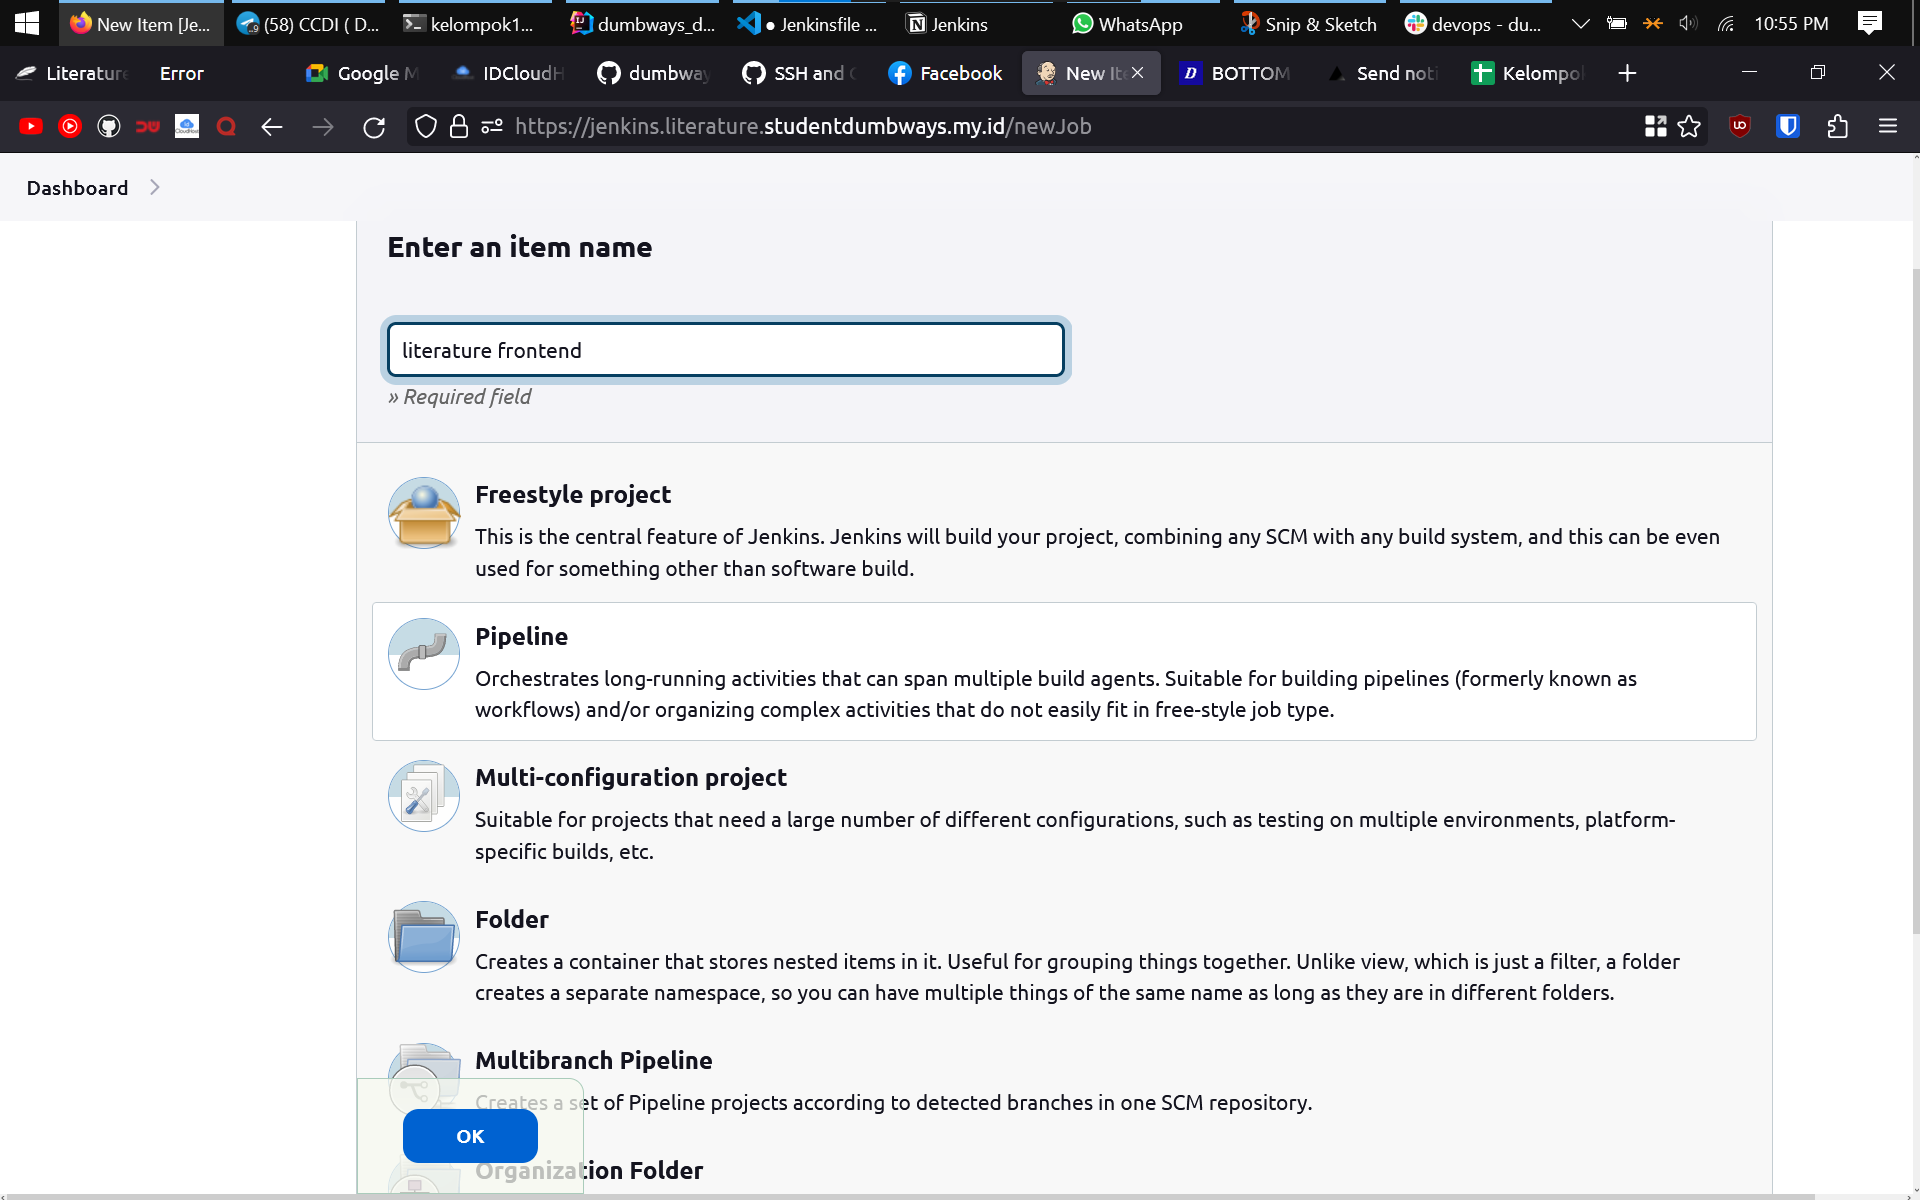 New Item [Je...
(58) CCDI ( D...
kelompok1...
dumbways_d...
● Jenkinsfile ...
Jenkins
WhatsApp
Snip & Sketch
devops - du...
10:55 PM
Literature
Error
Google M
IDCloudH
dumbway
SSH and
Facebook
New It
BOTTOM
Send noti
Kelompo
https://jenkins.literature.studentdumbways.my.id/newJob
Dashboard
Enter an item name
literature frontend
» Required field
Freestyle project
This is the central feature of Jenkins. Jenkins will build your project, combining any SCM with any build system, and this can be even
used for something other than software build.
Pipeline
Orchestrates long-running activities that can span multiple build agents. Suitable for building pipelines (formerly known as
workflows) and/or organizing complex activities that do not easily fit in free-style job type.
Multi-configuration project
Suitable for projects that need a large number of different configurations, such as testing on multiple environments, platform-
specific builds, etc.
Folder
Creates a container that stores nested items in it. Useful for grouping things together. Unlike view, which is just a filter, a folder
creates a separate namespace, so you can have multiple things of the same name as long as they are in different folders.
Multibranch Pipeline
Creates a set of Pipeline projects according to detected branches in one SCM repository.
OK
Organization Folder